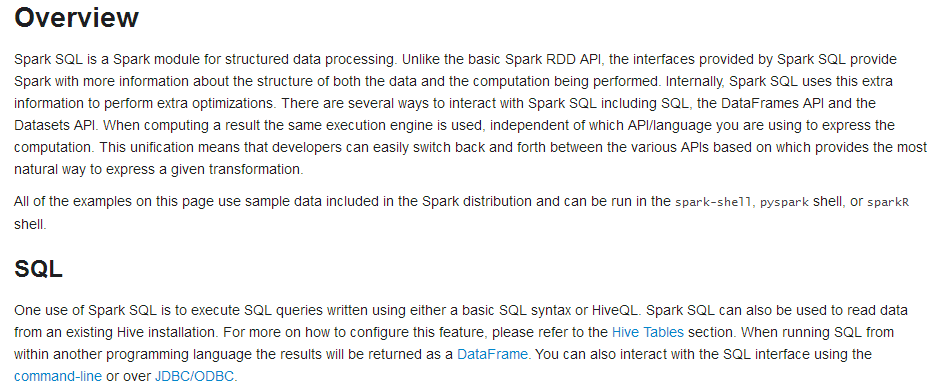 Overview
Spark SQL is a Spark module for structured data processing. Unlike the basic Spark RDD API, the interfaces provided by Spark SQL provide
Spark with more information about the structure of both the data and the computation being performed. Internally, Spark SQL uses this extra
information to perform extra optimizations. There are several ways to interact with Spark SQL including SQL, the DataFrames API and the
Datasets API. When computing a result the same execution engine is used, independent of which API/language you are using to express the
computation. This unification means that developers can easily switch back and forth between the various APIs based on which provides the most
natural way to express a given transformation.
All of the examples on this page use sample data included in the Spark distribution and can be run in the spark-shell, pyspark shell, or sparkR
shell.
SQL
One use of Spark SQL is to execute SQL queries written using either a basic SQL syntax or HiveQL. Spark SQL can also be used to read data
from an existing Hive installation. For more on how to configure this feature, please refer to the Hive Tables section. When running SQL from
within another programming language the results will be returned as a DataFrame. You can also interact with the SQL interface using the
command-line or over JDBC/ODBC.